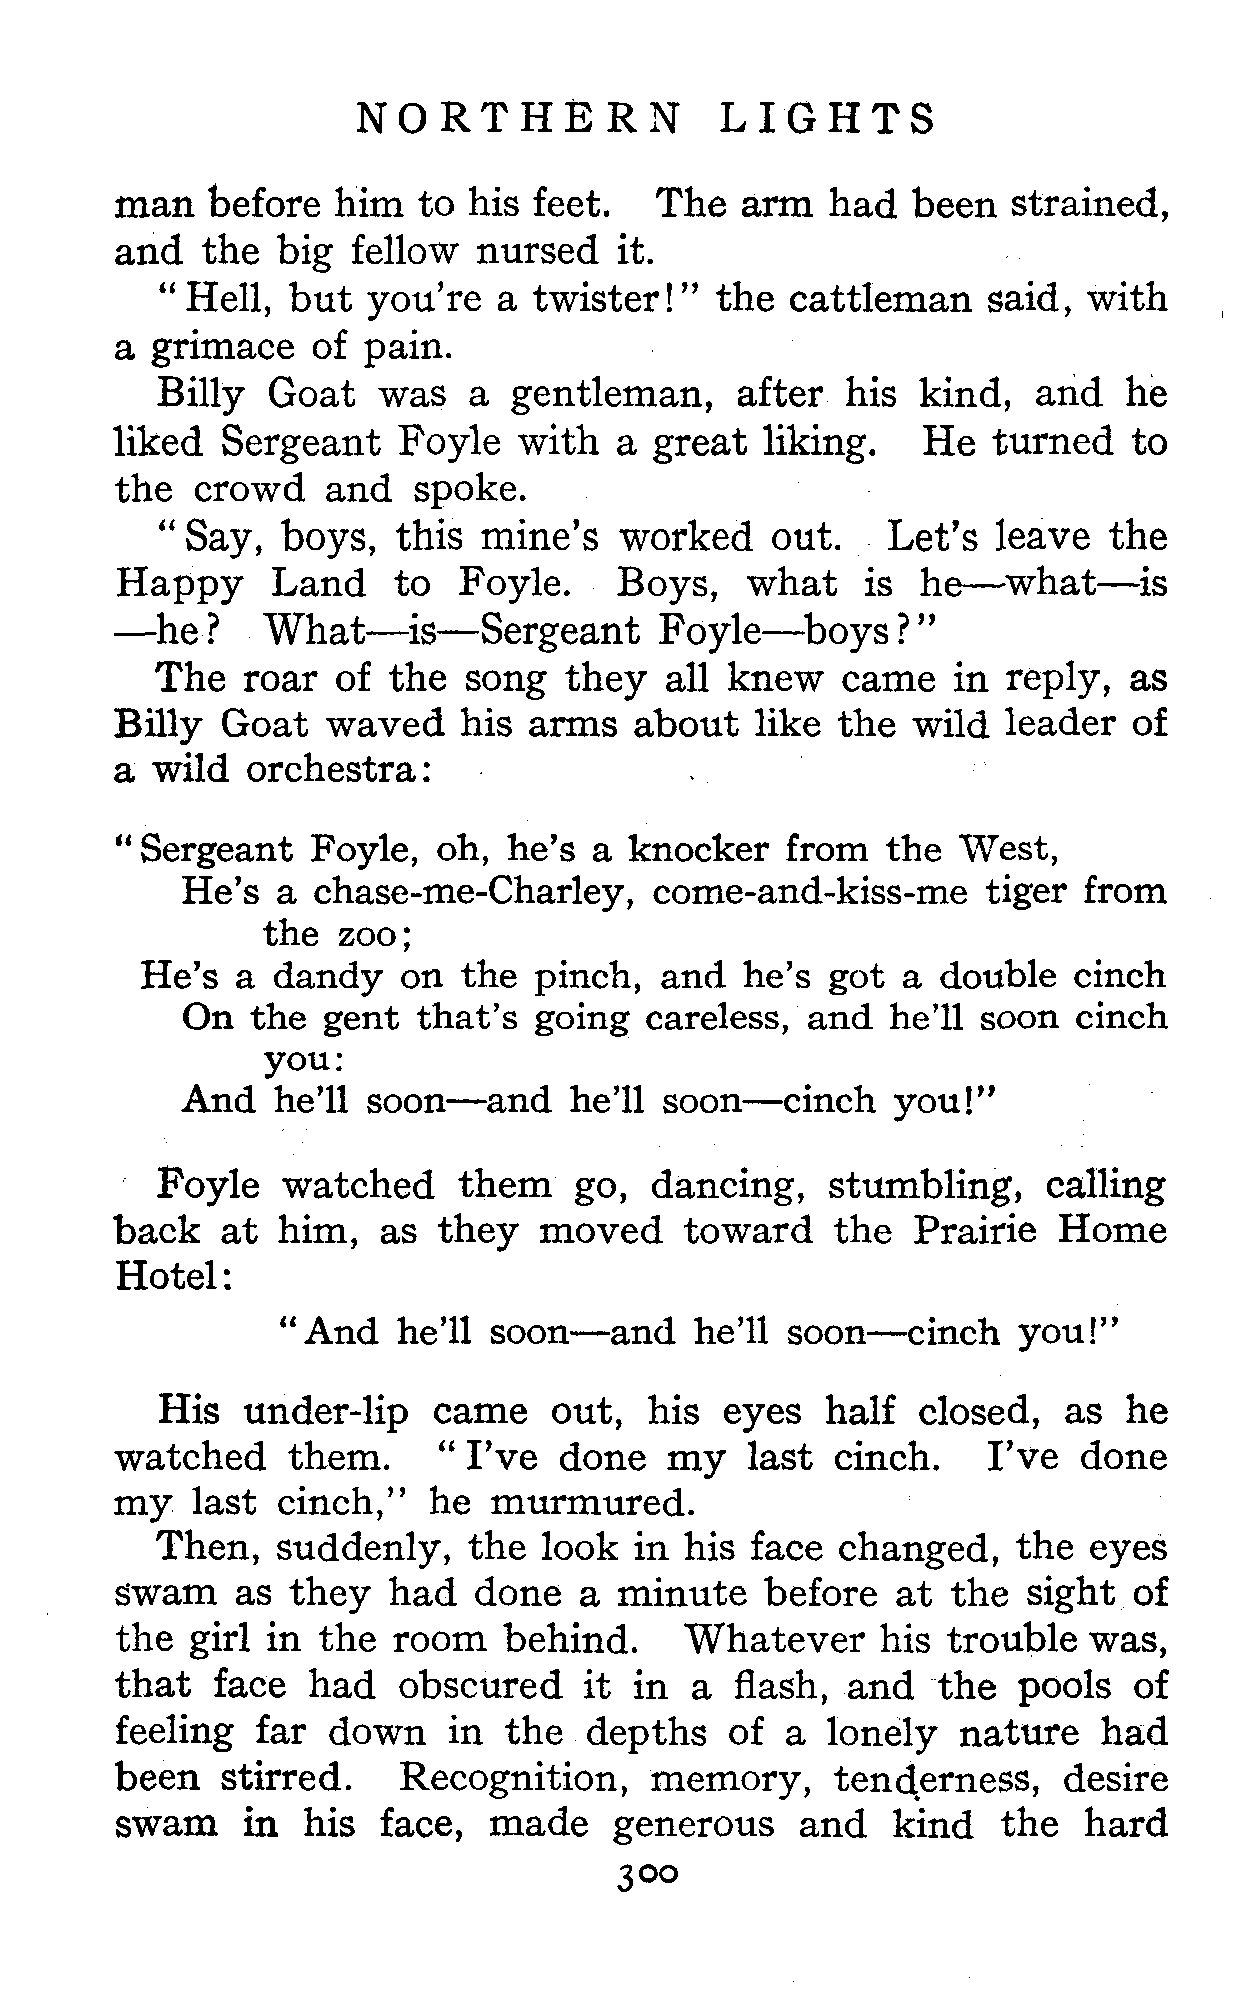 NORTHERN LIGHTS
man before him to his feet. The arm had been strained,
and the big fellow nursed it.
"Hell, but you're a twister!" the cattleman said, with
a grimace of pain.
Billy Goat was a gentleman, after his kind, and he
liked Sergeant Foyle with a great liking. He turned to
the crowd and spoke.
"Say, boys, this mine's worked out. Let's leave the
Happy Land to Foyle. Boys, what is he—what—is
—he? What—is—Sergeant Foyle—boys?"
The roar of the song they all knew came in reply, as
Billy Goat waved his arms about like the wild leader of
a wild orchestra:
"Sergeant Foyle, oh, he's a knocker from the West,
He's a chase-me-Charley, come-and-kiss-me tiger from
the zoo;
He's a dandy on the pinch, and he's got a double cinch
On the gent that's going careless, and he'll soon cinch
you:
And he'll soon—and he'll soon—cinch you!"
Foyle watched them go, dancing, stumbling, calling
back at him, as they moved toward the Prairie Home
Hotel:
"And he'll soon—and he'll soon—cinch you!"
His under-lip came out, his eyes half closed, as he
watched them. "I've done my last cinch. I've done
my last cinch," he murmured.
Then, suddenly, the look in his face changed, the eyes
swam as they had done a minute before at the sight of
the girl in the room behind. Whatever his trouble was,
that face had obscured it in a flash, and the pools of
feeling far down in the depths of a lonely nature had
been stirred. Recognition, memory, tenderness, desire
swam in his face, made generous and kind the hard
300